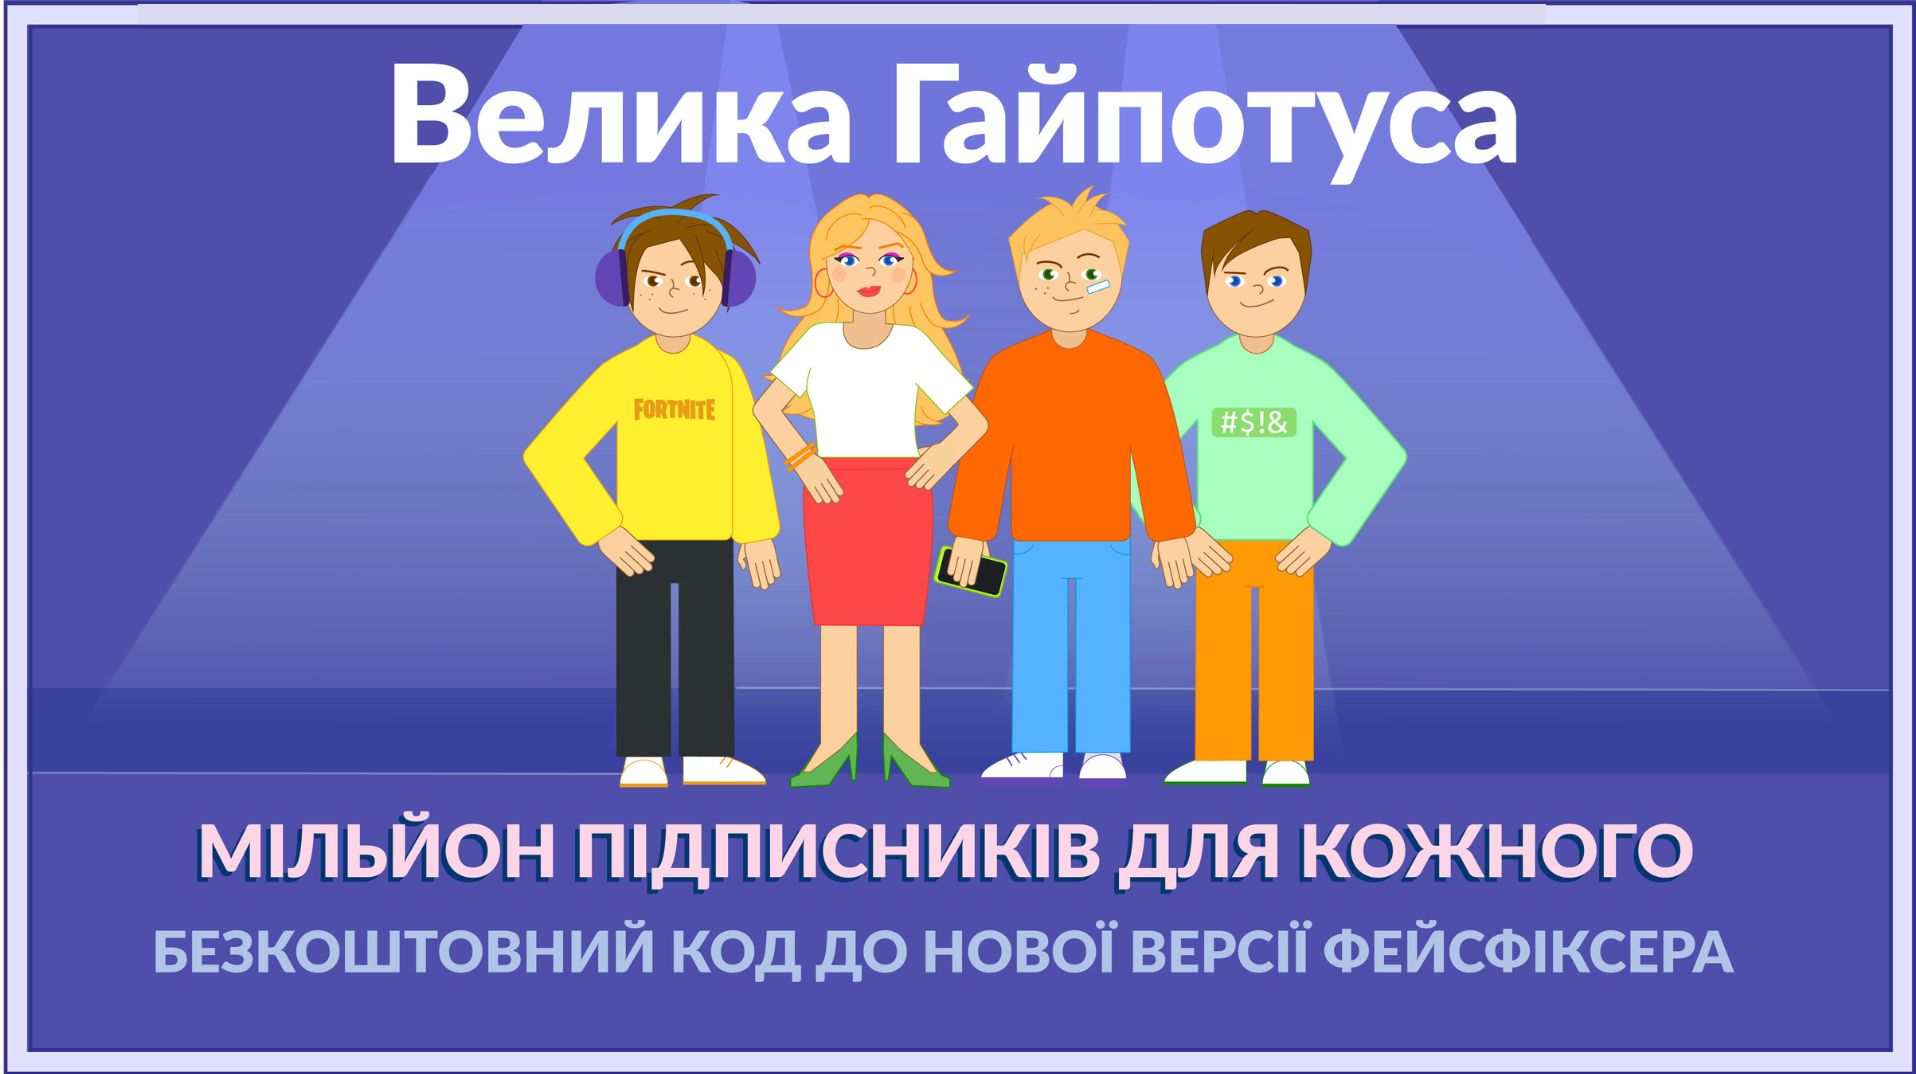 Велика Гайпотуса
FORTNITE
#$!&
МІЛЬЙОН ПІДПИСНИКІВ ДЛЯ КОЖНОГО
БЕЗКОШТОВНИЙ КОД ДО НОВОЇ ВЕРСІЇ ФЕЙСФІКСЕРА